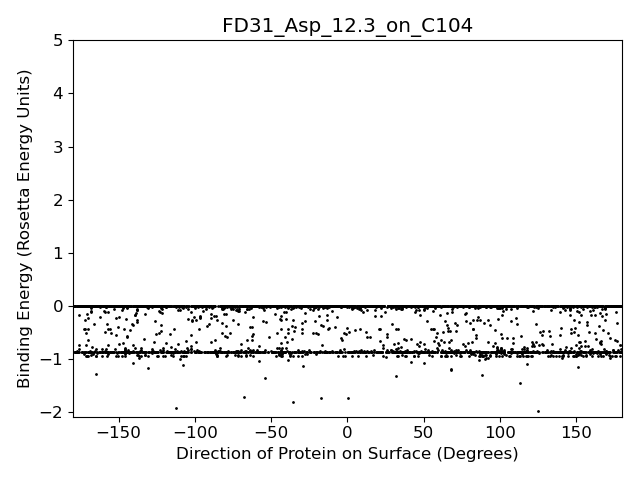 FD31_Asp_12.3_on_C104
Binding Energy (Rosetta Energy Units)
5
4
3
2
1
0
−1
−2
−150 −100 −50 0 50 100 150
Direction of Protein on Surface (Degrees)